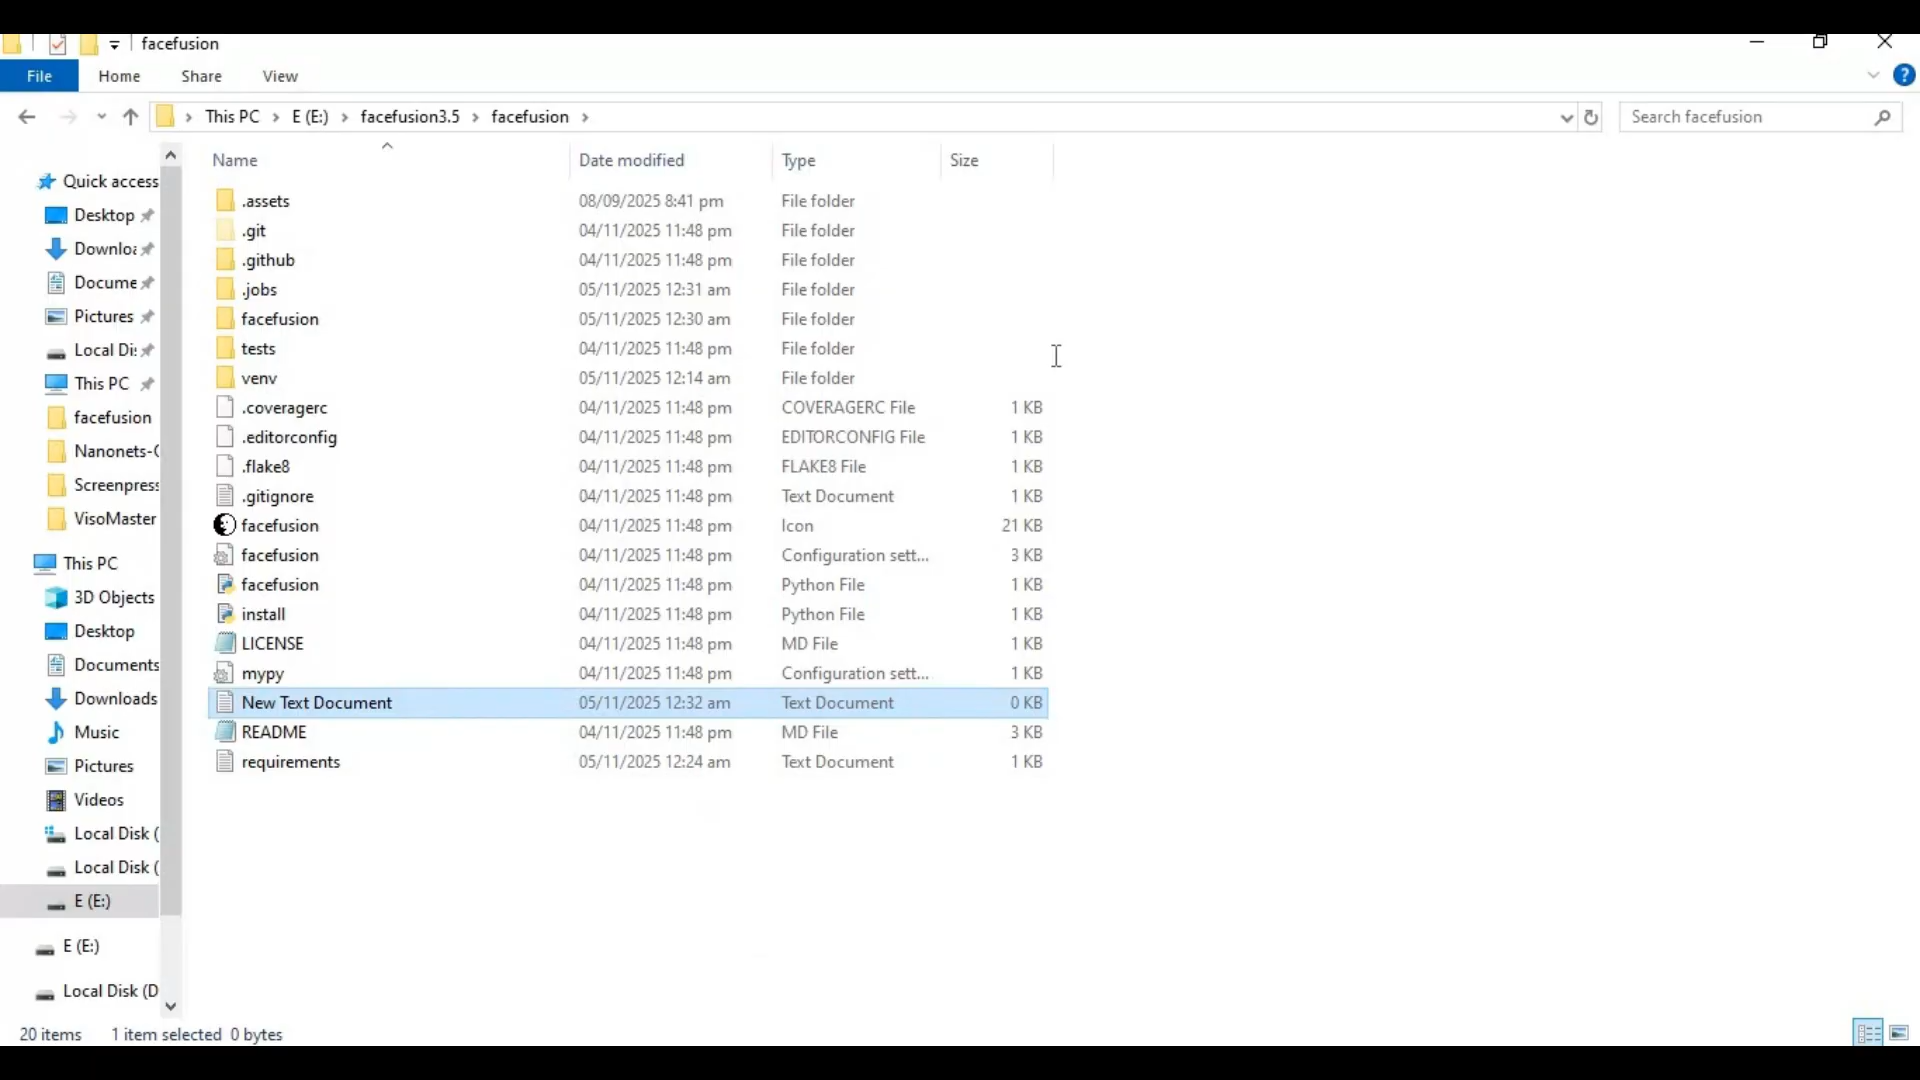 facefusion
File Home Share View
This PC E (E:) facefusion3.5 facefusion Search facefusion
Name Date modified Type Size
Quick access
Desktop
Downloa
Docume
Pictures
Local Di
This PC
facefusion
Nanonets-
Screenpress
VisoMaster
This PC
3D Objects
Desktop
Documents
Downloads
Music
Pictures
Videos
Local Disk (
Local Disk (
E (E:)
E (E:)
Local Disk (D
.assets 08/09/2025 8:41 pm File folder
.git 04/11/2025 11:48 pm File folder
.github 04/11/2025 11:48 pm File folder
.jobs 05/11/2025 12:31 am File folder
facefusion 05/11/2025 12:30 am File folder
tests 04/11/2025 11:48 pm File folder
venv 05/11/2025 12:14 am File folder
.coveragerc 04/11/2025 11:48 pm COVERAGERC File 1 KB
.editorconfig 04/11/2025 11:48 pm EDITORCONFIG File 1 KB
.flake8 04/11/2025 11:48 pm FLAKE8 File 1 KB
.gitignore 04/11/2025 11:48 pm Text Document 1 KB
facefusion 04/11/2025 11:48 pm Icon 21 KB
facefusion 04/11/2025 11:48 pm Configuration sett... 3 KB
facefusion 04/11/2025 11:48 pm Python File 1 KB
install 04/11/2025 11:48 pm Python File 1 KB
LICENSE 04/11/2025 11:48 pm MD File 1 KB
mypy 04/11/2025 11:48 pm Configuration sett... 1 KB
New Text Document 05/11/2025 12:32 am Text Document 0 KB
README 04/11/2025 11:48 pm MD File 3 KB
requirements 05/11/2025 12:24 am Text Document 1 KB
20 items 1 item selected 0 bytes